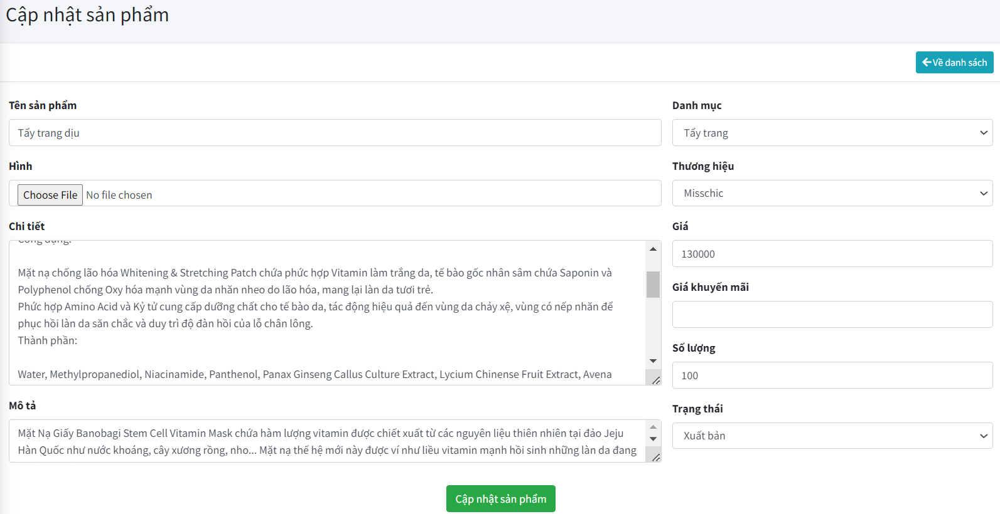 Cập nhật sản phẩm
Về danh sách
Tên sản phẩm
Tẩy trang dịu
Hình
Choose File No file chosen
Chi tiết
Công dụng:
Mặt nạ chống lão hóa Whitening & Stretching Patch chứa phức hợp Vitamin làm trắng da, tế bào gốc nhân sâm chứa Saponin và
Polyphenol chống Oxy hóa mạnh vùng da nhăn nheo do lão hóa, mang lại làn da tươi trẻ.
Phức hợp Amino Acid và Kỷ tử cung cấp dưỡng chất cho tế bào da, tác động hiệu quả đến vùng da chảy xệ, vùng có nếp nhăn để
phục hồi làn da săn chắc và duy trì độ đàn hồi của lỗ chân lông.
Thành phần:
Water, Methylpropanediol, Niacinamide, Panthenol, Panax Ginseng Callus Culture Extract, Lycium Chinense Fruit Extract, Avena
Mô tả
Mặt Nạ Giấy Banobagi Stem Cell Vitamin Mask chứa hàm lượng vitamin được chiết xuất từ các nguyên liệu thiên nhiên tại đảo Jeju
Hàn Quốc như nước khoáng, cây xương rồng, nho... Mặt nạ thế hệ mới này được ví như liều vitamin mạnh hồi sinh những làn da đang
Danh mục
Tẩy trang
Thương hiệu
Misschic
Giá
130000
Giá khuyến mãi
Số lượng
100
Trạng thái
Xuất bản
Cập nhật sản phẩm